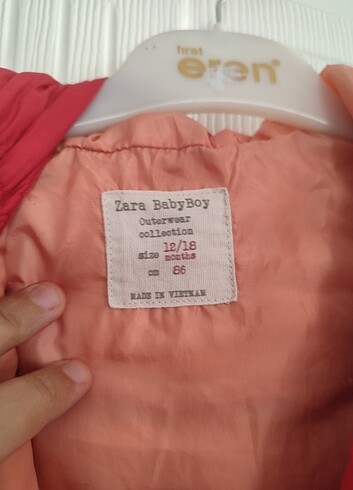 first
eren®
Zara BabyBoy
Outerwear
collection
size 12/18 months
cm 86
MADE IN VIETNAM